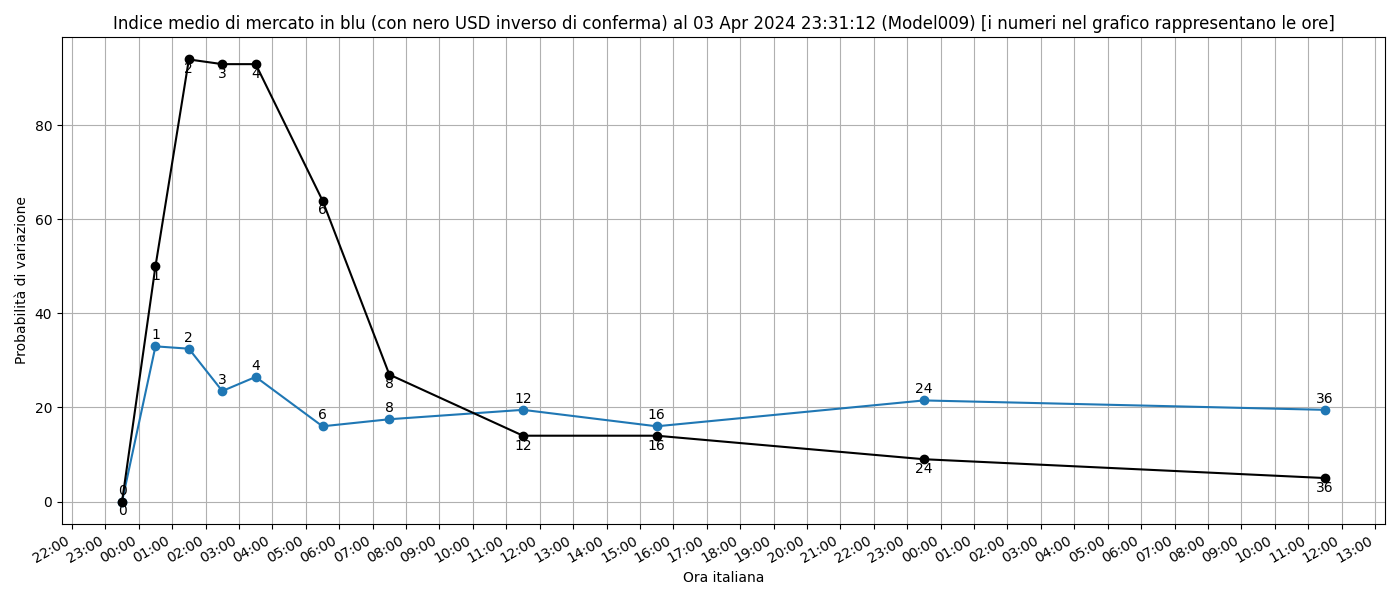 Indice medio di mercato in blu (con nero USD inverso di conferma) al 03 Apr 2024 23:31:12 (Model009) [i numeri nel grafico rappresentano le ore]
Probabilità di variazione
80
60
40
20
0
2 3 4
1
6
1 2 3 4 6 8 12 16 24 36
8
12 16 24 36
0
0
22:00 23:00 00:00 01:00 02:00 03:00 04:00 05:00 06:00 07:00 08:00 09:00 10:00 11:00 12:00 13:00 14:00 15:00 16:00 17:00 18:00 19:00 20:00 21:00 22:00 23:00 00:00 01:00 02:00 03:00 04:00 05:00 06:00 07:00 08:00 09:00 10:00 11:00 12:00 13:00
Ora italiana